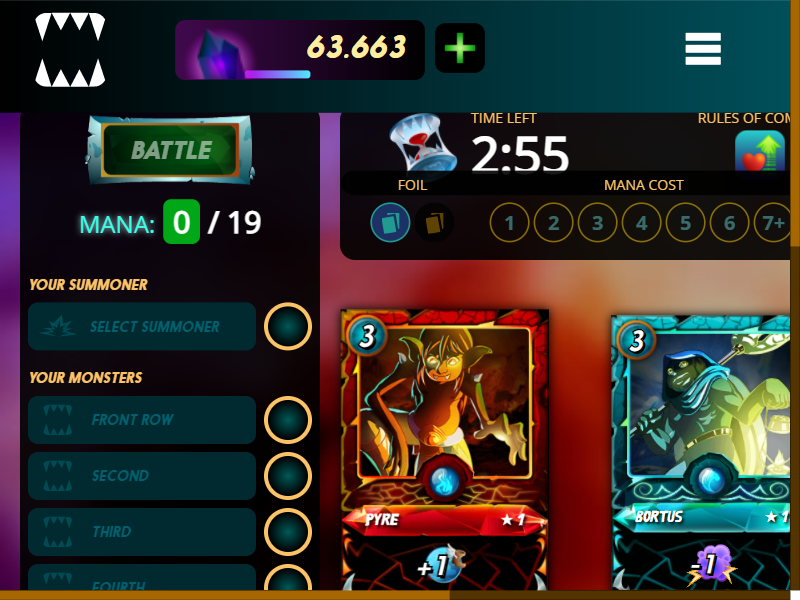 63.663
TIME LEFT
RULES OF COM
BATTLE
2:55
FOIL
MANA COST
MANA: 0 / 19
1 2 3 4 5 6 7+
YOUR SUMMONER
SELECT SUMMONER
YOUR MONSTERS
FRONT ROW
SECOND
THIRD
FOURTH
3
PYRE
★ 1
+1
3
BORTUS
★ 1
-1